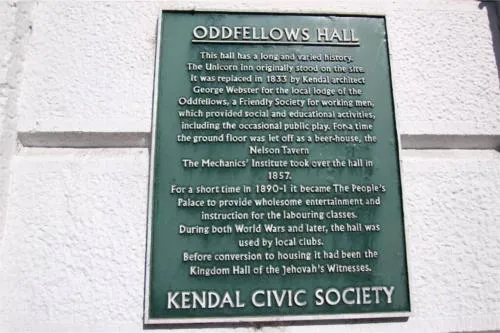 ODDFELLOWS HALL
This hall has a long and varied history.
The Unicorn Inn originally stood on the site.
It was replaced in 1833 by Kendal architect
George Webster for the local lodge of the
Oddfellows, a Friendly Society for working men,
which provided social and educational activities,
including the occasional public play. For a time
the ground floor was let off as a beer-house, the
Nelson Tavern
The Mechanics' Institute took over the hall in
1857.
For a short time in 1890-1 it became The People's
Palace to provide wholesome entertainment and
instruction for the labouring classes.
During both World Wars and later, the hall was
used by local clubs.
Before conversion to housing it had been the
Kingdom Hall of the Jehovah's Witnesses.
KENDAL CIVIC SOCIETY